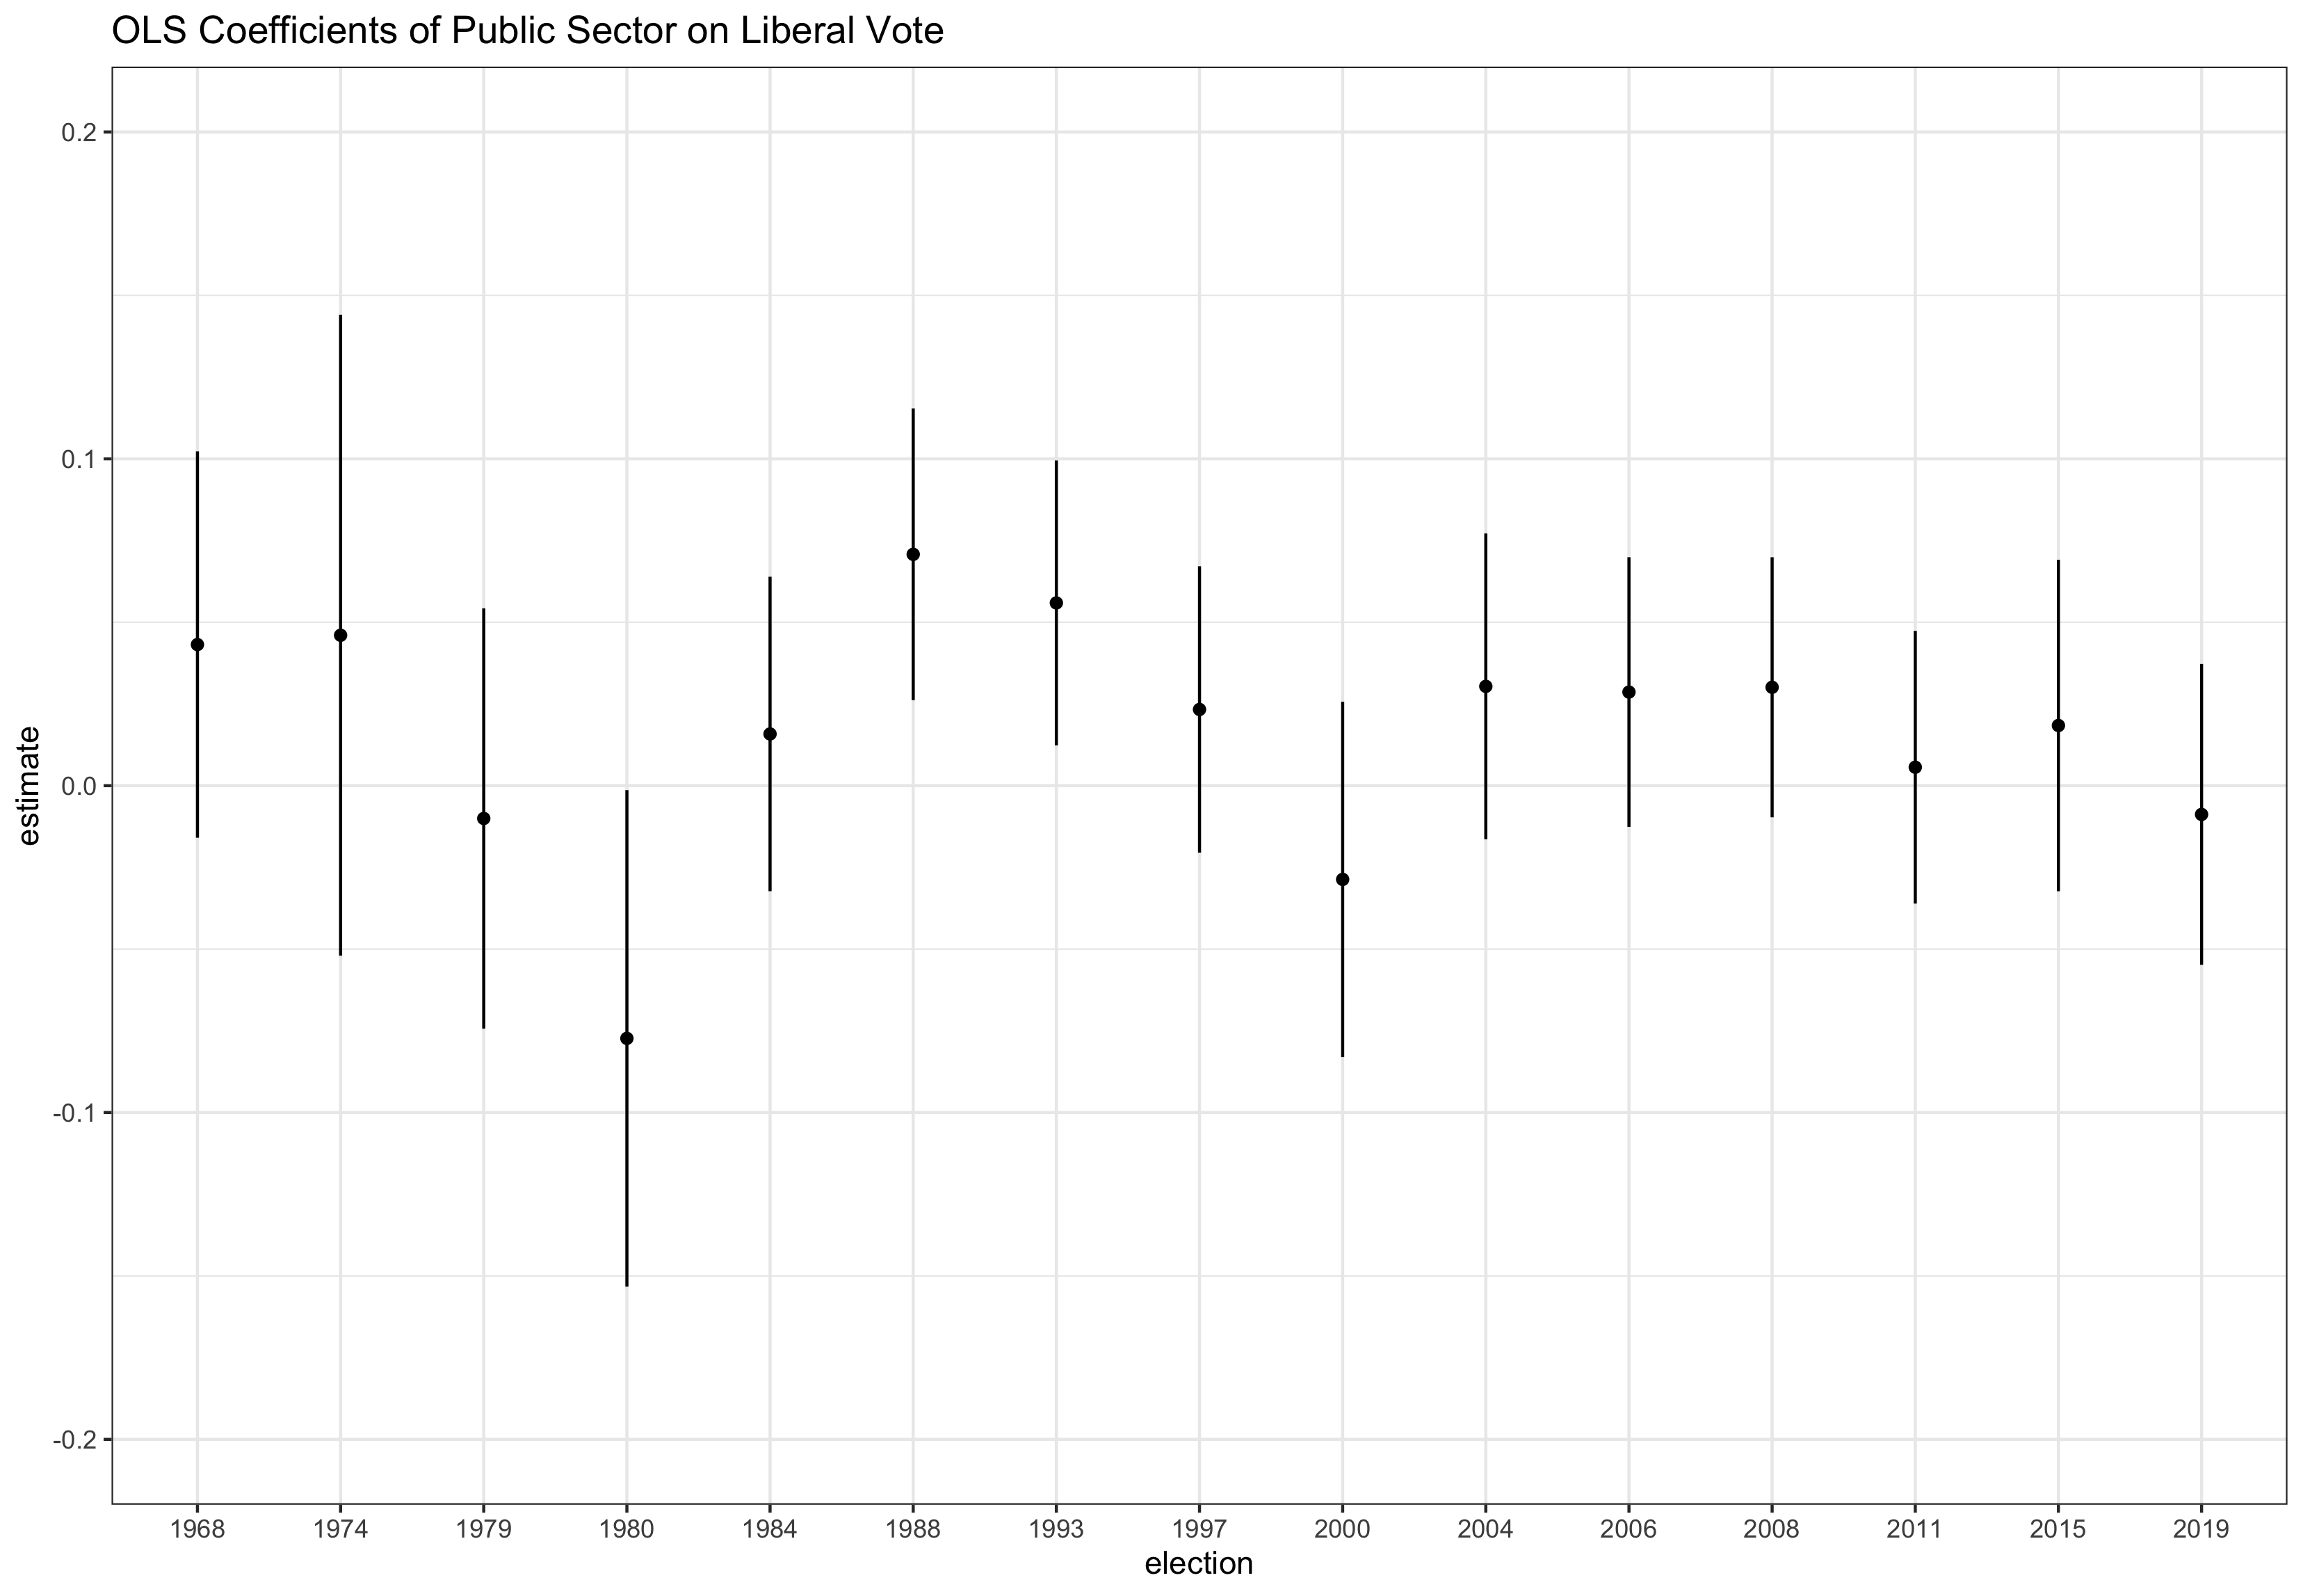 OLS Coefficients of Public Sector on Liberal Vote
0.2
0.1
0.0
-0.1
-0.2
estimate
1968 1974 1979 1980 1984 1988 1993 1997 2000 2004 2006 2008 2011 2015 2019
election